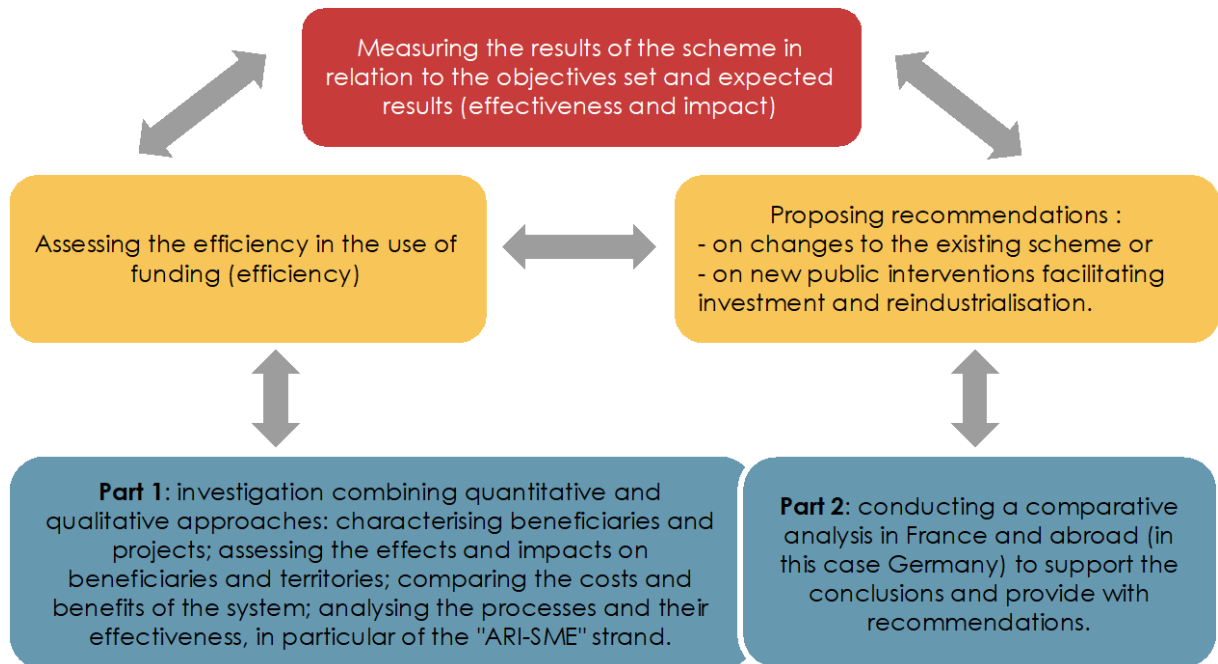 Measuring the results of the scheme in
relation to the objectives set and expected
results (effectiveness and impact)
Assessing the efficiency in the use of
funding (efficiency)
Proposing recommendations :
- on changes to the existing scheme or
- on new public interventions facilitating
investment and reindustrialisation.
Part 1: investigation combining quantitative and
qualitative approaches: characterising beneficiaries and
projects; assessing the effects and impacts on
beneficiaries and territories; comparing the costs and
benefits of the system; analysing the processes and their
effectiveness, in particular of the "ARI-SME" strand.
Part 2: conducting a comparative
analysis in France and abroad (in
this case Germany) to support the
conclusions and provide with
recommendations.